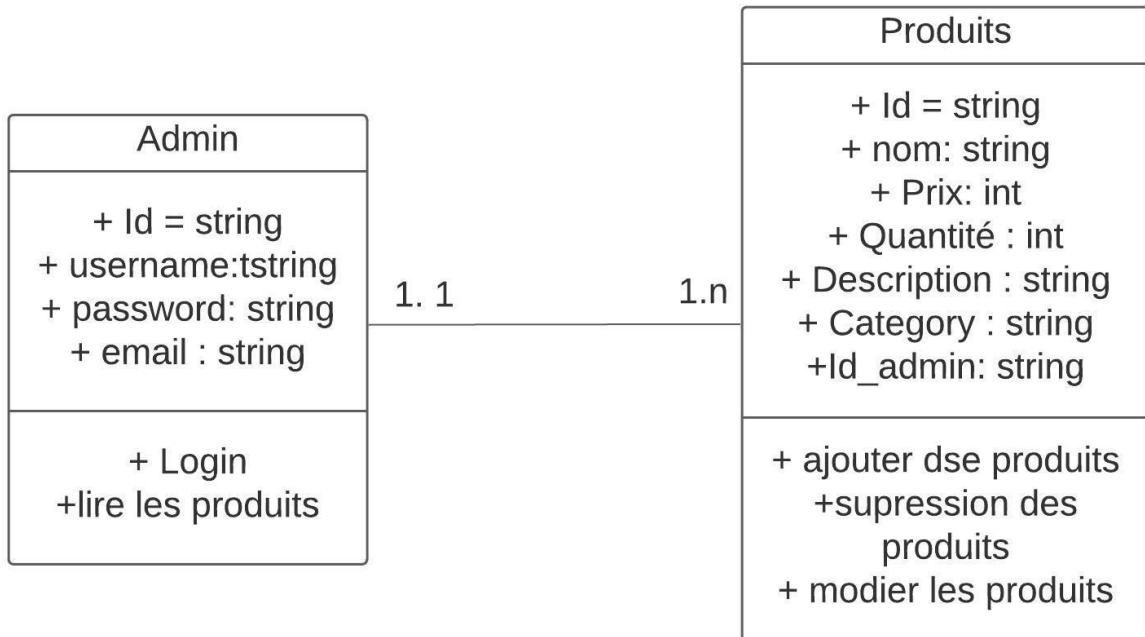 Admin
+ Id = string
+ username:tstring
+ password: string
+ email : string
+ Login
+lire les produits
1. 1
1.n
Produits
+ Id = string
+ nom: string
+ Prix: int
+ Quantité : int
+ Description : string
+ Category : string
+Id_admin: string
+ ajouter dse produits
+supression des
produits
+ modier les produits